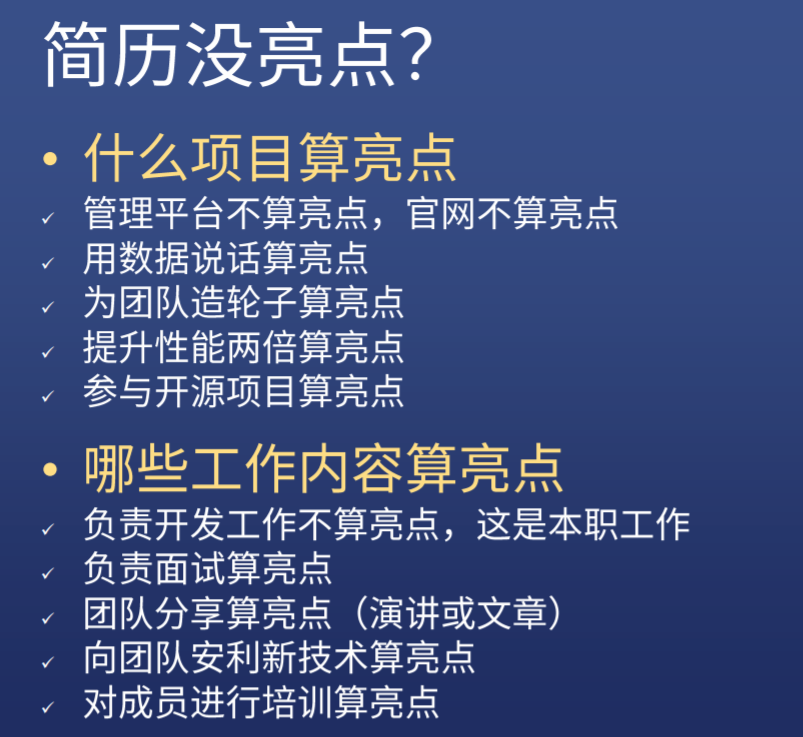 简历没亮点？
• 什么项目算亮点
✓ 管理平台不算亮点，官网不算亮点
✓ 用数据说话算亮点
✓ 为团队造轮子算亮点
✓ 提升性能两倍算亮点
✓ 参与开源项目算亮点
• 哪些工作内容算亮点
✓ 负责开发工作不算亮点，这是本职工作
✓ 负责面试算亮点
✓ 团队分享算亮点（演讲或文章）
✓ 向团队安利新技术算亮点
✓ 对成员进行培训算亮点